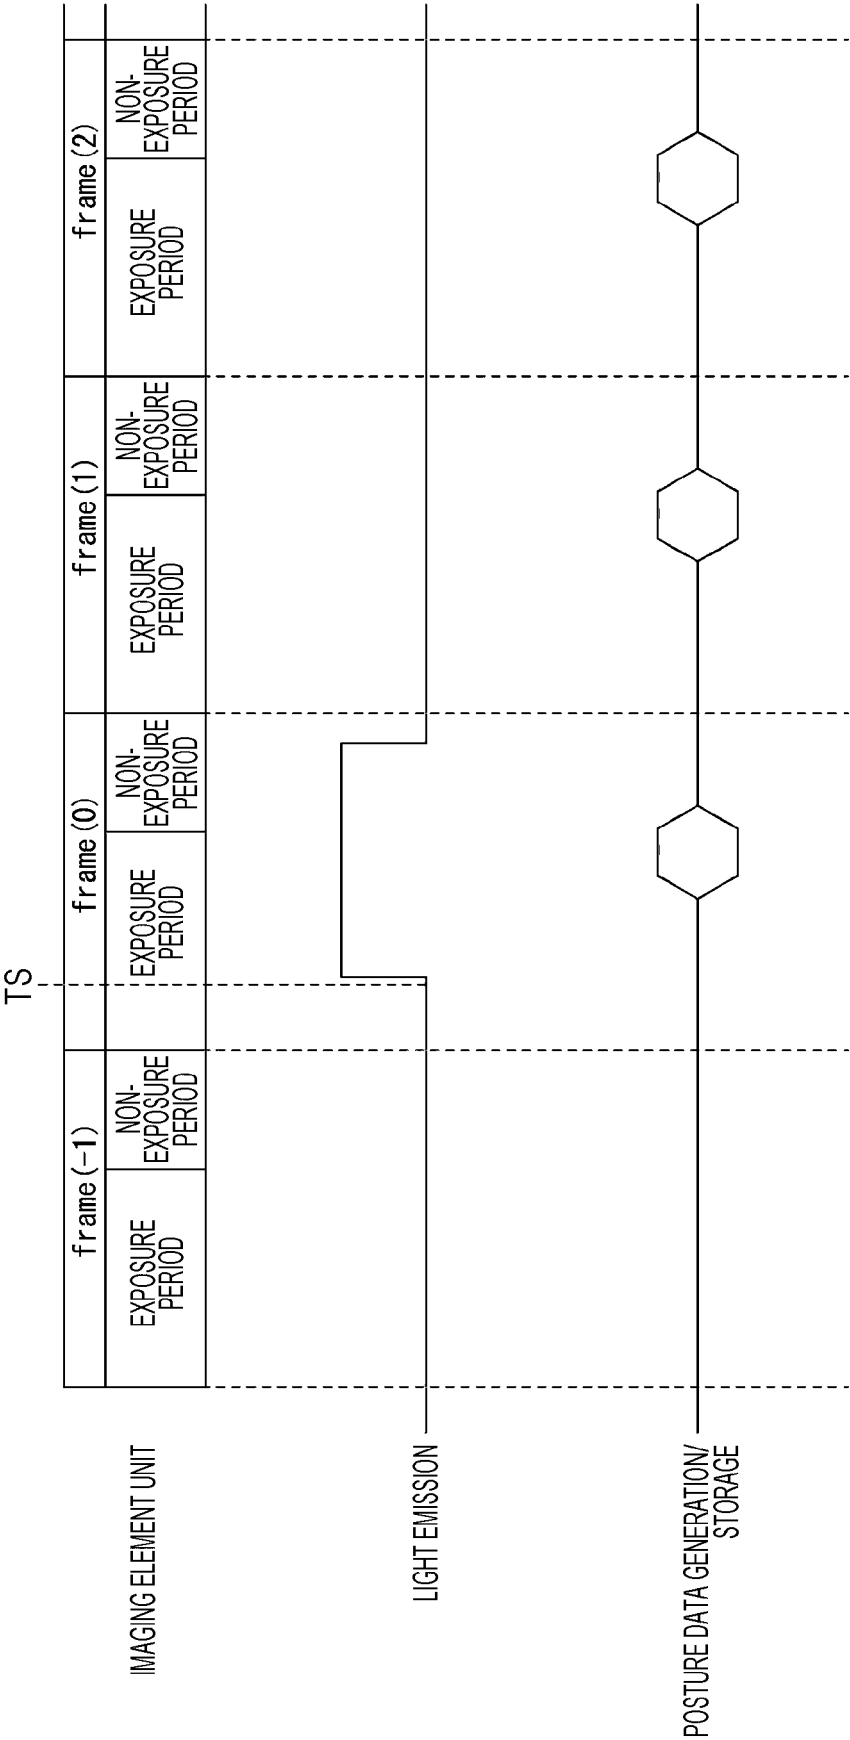 TS
frame(-1)
frame(0)
frame(1)
frame(2)
IMAGING ELEMENT UNIT
EXPOSURE
PERIOD
NON-
EXPOSURE
PERIOD
EXPOSURE
PERIOD
NON-
EXPOSURE
PERIOD
EXPOSURE
PERIOD
NON-
EXPOSURE
PERIOD
EXPOSURE
PERIOD
NON-
EXPOSURE
PERIOD
LIGHT EMISSION
POSTURE DATA GENERATION/
STORAGE